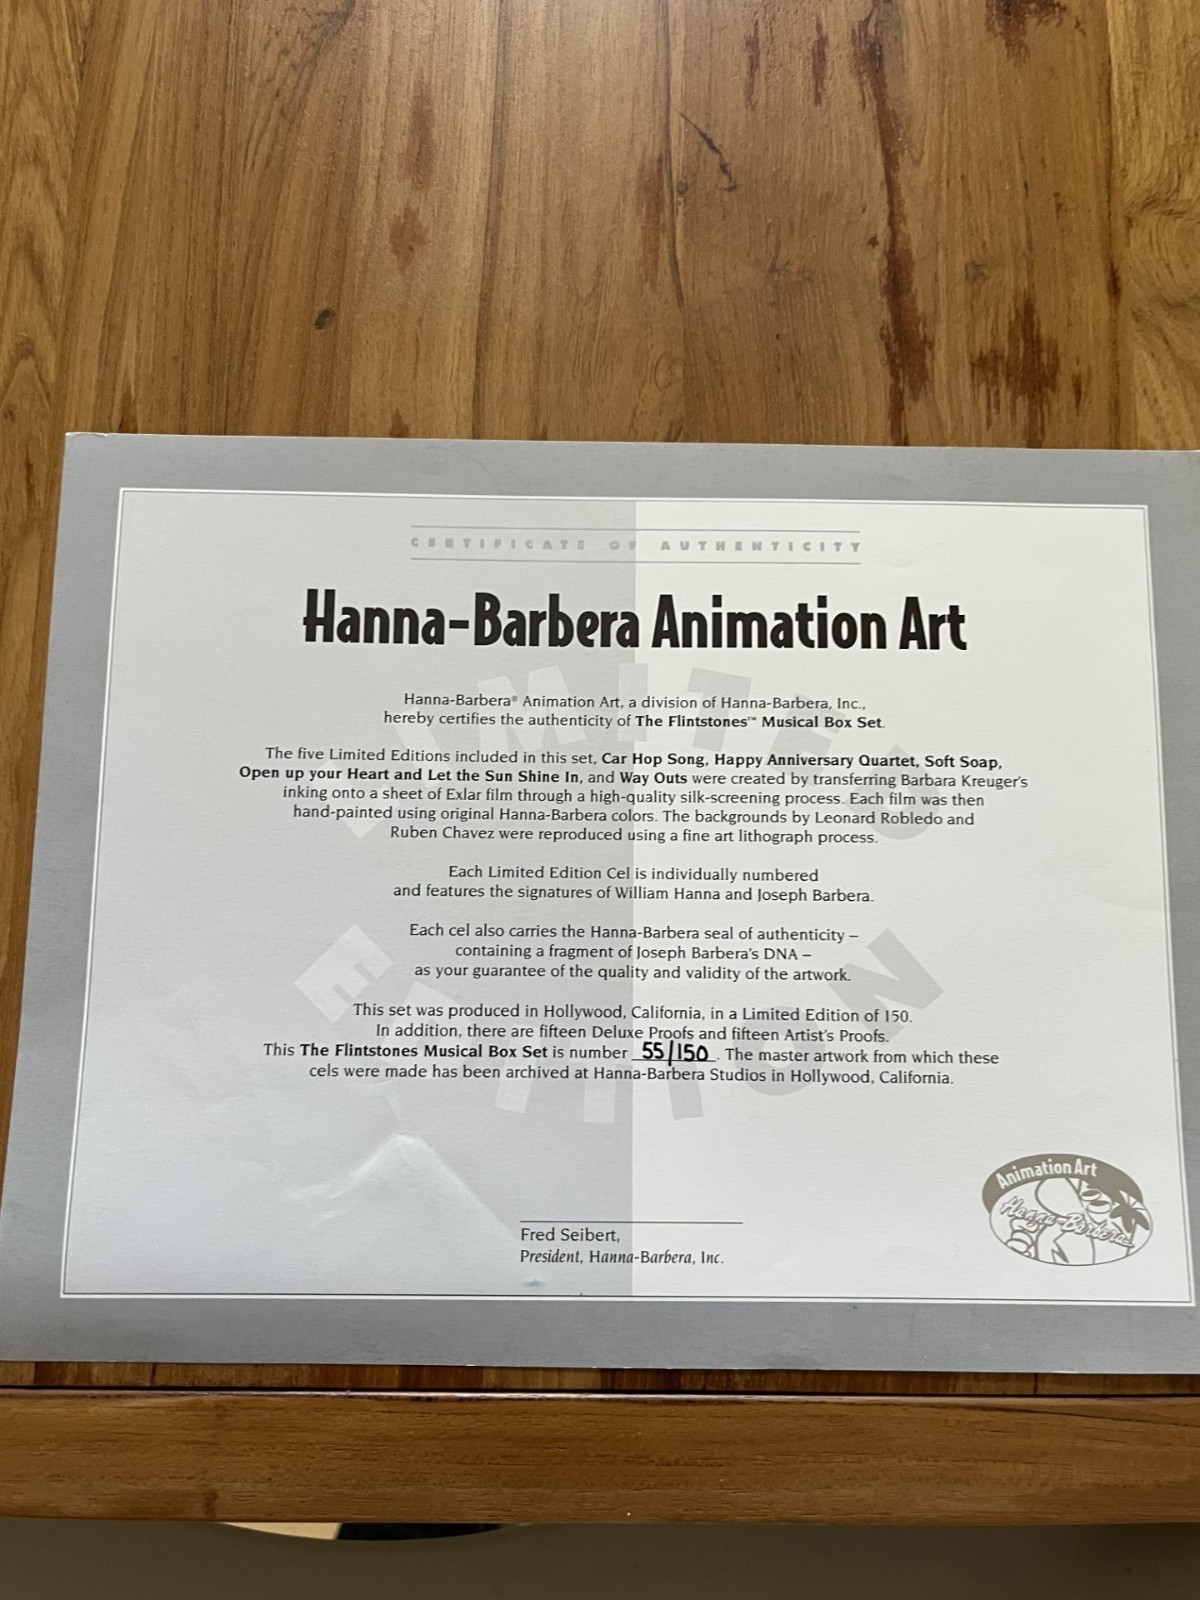 CERTIFICATE OF AUTHENTICITY
Hanna-Barbera Animation Art
LIMITED
Hanna-Barbera® Animation Art, a division of Hanna-Barbera, Inc.,
hereby certifies the authenticity of The Flintstones™ Musical Box Set.
The five Limited Editions included in this set, Car Hop Song, Happy Anniversary Quartet, Soft Soap,
Open up your Heart and Let the Sun Shine In, and Way Outs were created by transferring Barbara Kreuger's
inking onto a sheet of Exlar film through a high-quality silk-screening process. Each film was then
hand-painted using original Hanna-Barbera colors. The backgrounds by Leonard Robledo and
Ruben Chavez were reproduced using a fine art lithograph process.
Each Limited Edition Cel is individually numbered
and features the signatures of William Hanna and Joseph Barbera.
Each cel also carries the Hanna-Barbera seal of authenticity –
containing a fragment of Joseph Barbera's DNA –
as your guarantee of the quality and validity of the artwork.
This set was produced in Hollywood, California, in a Limited Edition of 150.
In addition, there are fifteen Deluxe Proofs and fifteen Artist's Proofs.
This The Flintstones Musical Box Set is number 55/150. The master artwork from which these
cels were made has been archived at Hanna-Barbera Studios in Hollywood, California.
EDITION
Animation Art
Hanna-Barbera
Fred Seibert,
President, Hanna-Barbera, Inc.